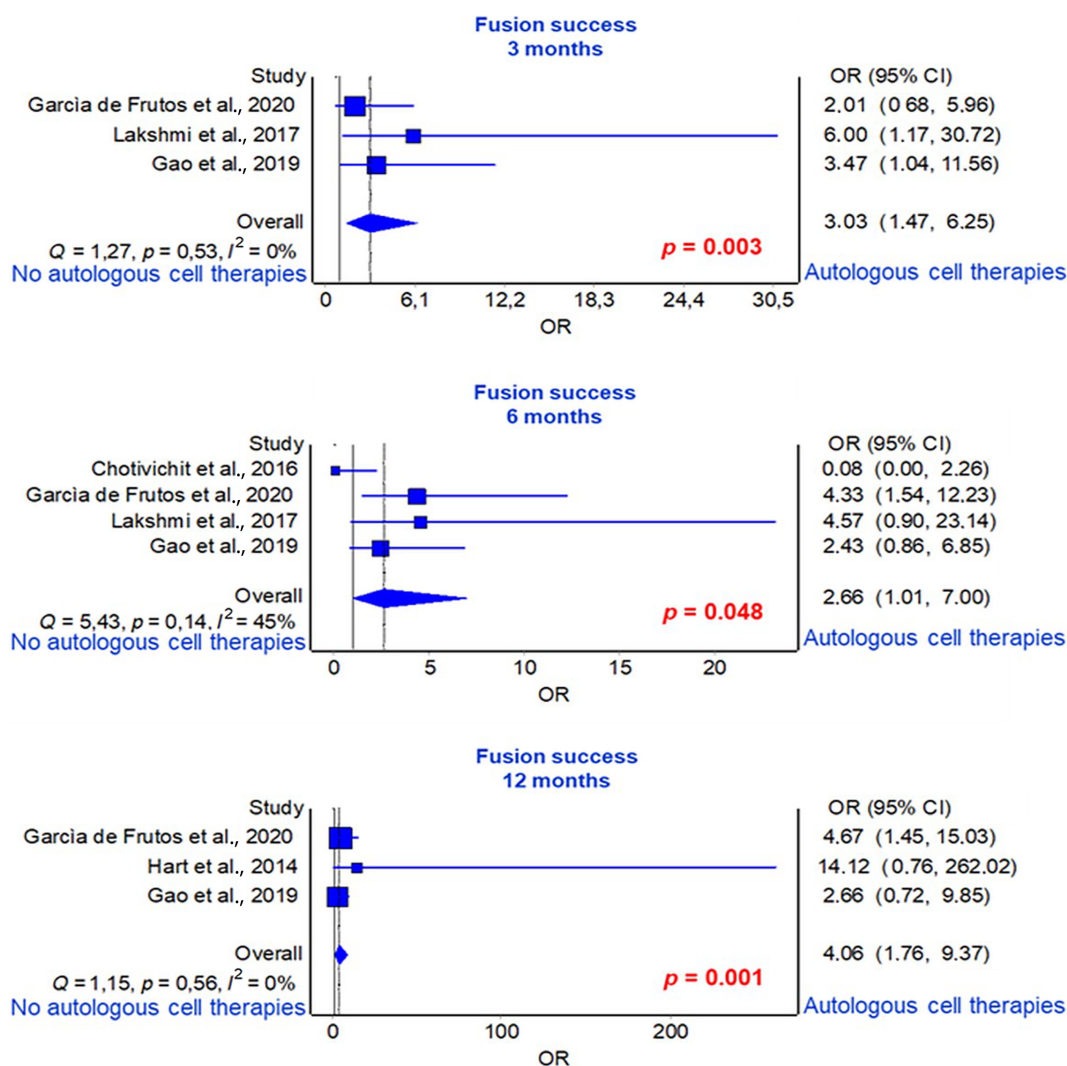 Fusion success
3 months
Study OR (95% CI)
Garcìa de Frutos et al., 2020 2.01 (0 68, 5.96)
Lakshmi et al., 2017 6.00 (1.17, 30.72)
Gao et al., 2019 3.47 (1.04, 11.56)
Overall 3.03 (1.47, 6.25)
Q = 1,27, p = 0,53, I² = 0% p = 0.003
No autologous cell therapies Autologous cell therapies
0 6,1 12,2 18,3 24,4 30,5
OR
Fusion success
6 months
Study OR (95% CI)
Chotivichit et al., 2016 0.08 (0.00, 2.26)
Garcìa de Frutos et al., 2020 4.33 (1.54, 12.23)
Lakshmi et al., 2017 4.57 (0.90, 23.14)
Gao et al., 2019 2.43 (0.86, 6.85)
Overall 2.66 (1.01, 7.00)
Q = 5,43, p = 0,14, I² = 45% p = 0.048
No autologous cell therapies Autologous cell therapies
0 5 10 15 20
OR
Fusion success
12 months
Study OR (95% CI)
Garcìa de Frutos et al., 2020 4.67 (1.45, 15.03)
Hart et al., 2014 14.12 (0.76, 262.02)
Gao et al., 2019 2.66 (0.72, 9.85)
Overall 4.06 (1.76, 9.37)
Q = 1,15, p = 0,56, I² = 0% p = 0.001
No autologous cell therapies Autologous cell therapies
0 100 200
OR